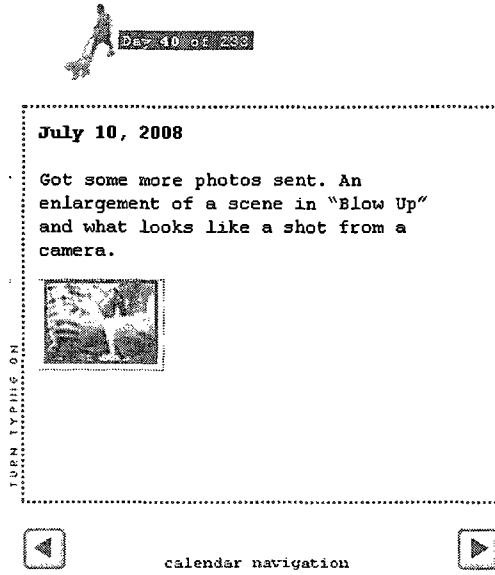 Day 40 of 233
July 10, 2008
Got some more photos sent. An
enlargement of a scene in “Blow Up”
and what looks like a shot from a
camera.
TURN TYPING ON
calendar navigation